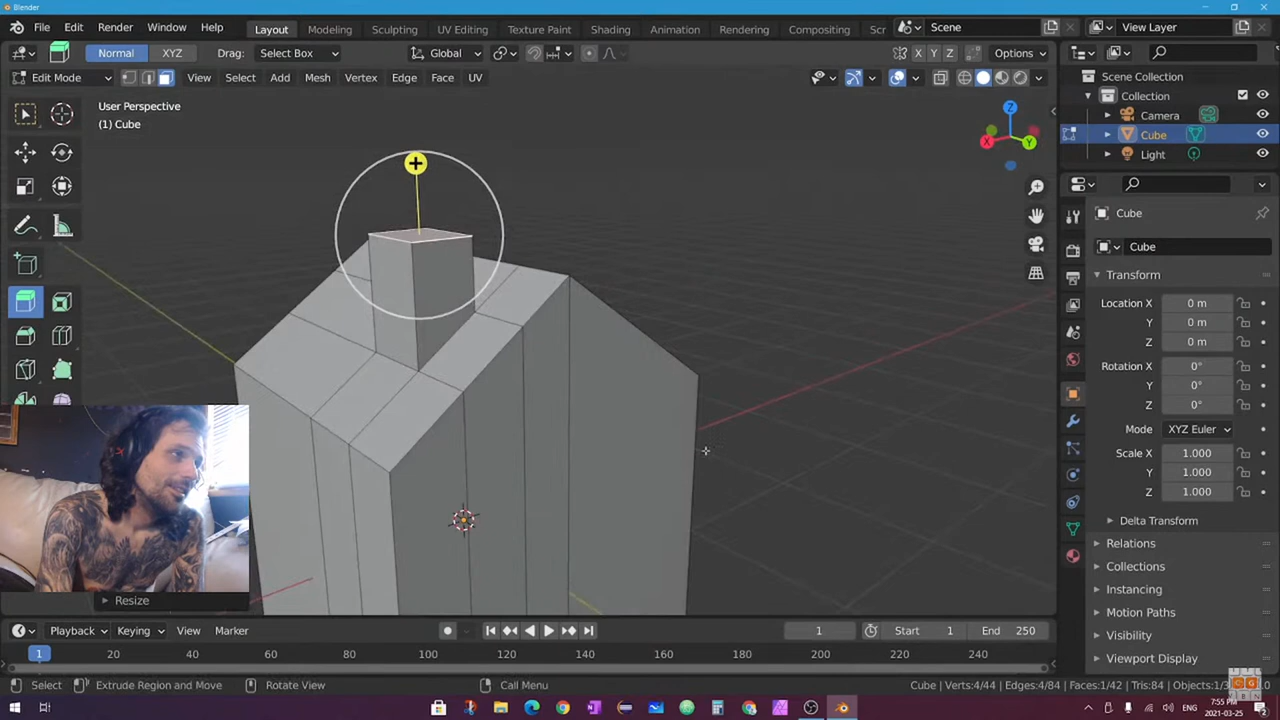 Blender
File Edit Render Window Help Layout Modeling Sculpting UV Editing Texture Paint Shading Animation Rendering Compositing Scr Scene View Layer
Normal XYZ Drag: Select Box Global X Y Z Options
Edit Mode View Select Add Mesh Vertex Edge Face UV
User Perspective
(1) Cube
Z
X
Y
Scene Collection
Collection
Camera
Cube
Light
Cube
Cube
Transform
Location X 0 m
Y 0 m
Z 0 m
Rotation X 0°
Y 0°
Z 0°
Mode XYZ Euler
Scale X 1.000
Y 1.000
Z 1.000
Delta Transform
Relations
Collections
Instancing
Motion Paths
Visibility
Viewport Display
Resize
Playback Keying View Marker 1 Start 1 End 250
1 20 40 60 80 100 120 140 160 180 200 220 240
Select Extrude Region and Move Rotate View Call Menu Cube | Verts:4/44 | Edges:4/84 | Faces:1/42 | Tris:84 | Objects:1/
ENG 7:55 PM
2021-03-25